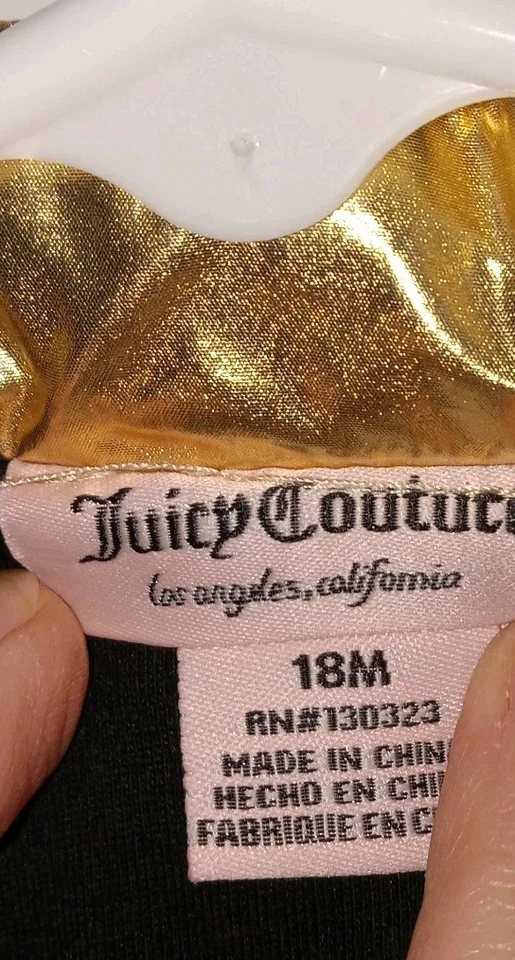 Juicy Coutur
los angeles, california
18M
RN#130323
MADE IN CHIN
HECHO EN CHI
FABRIQUE EN C